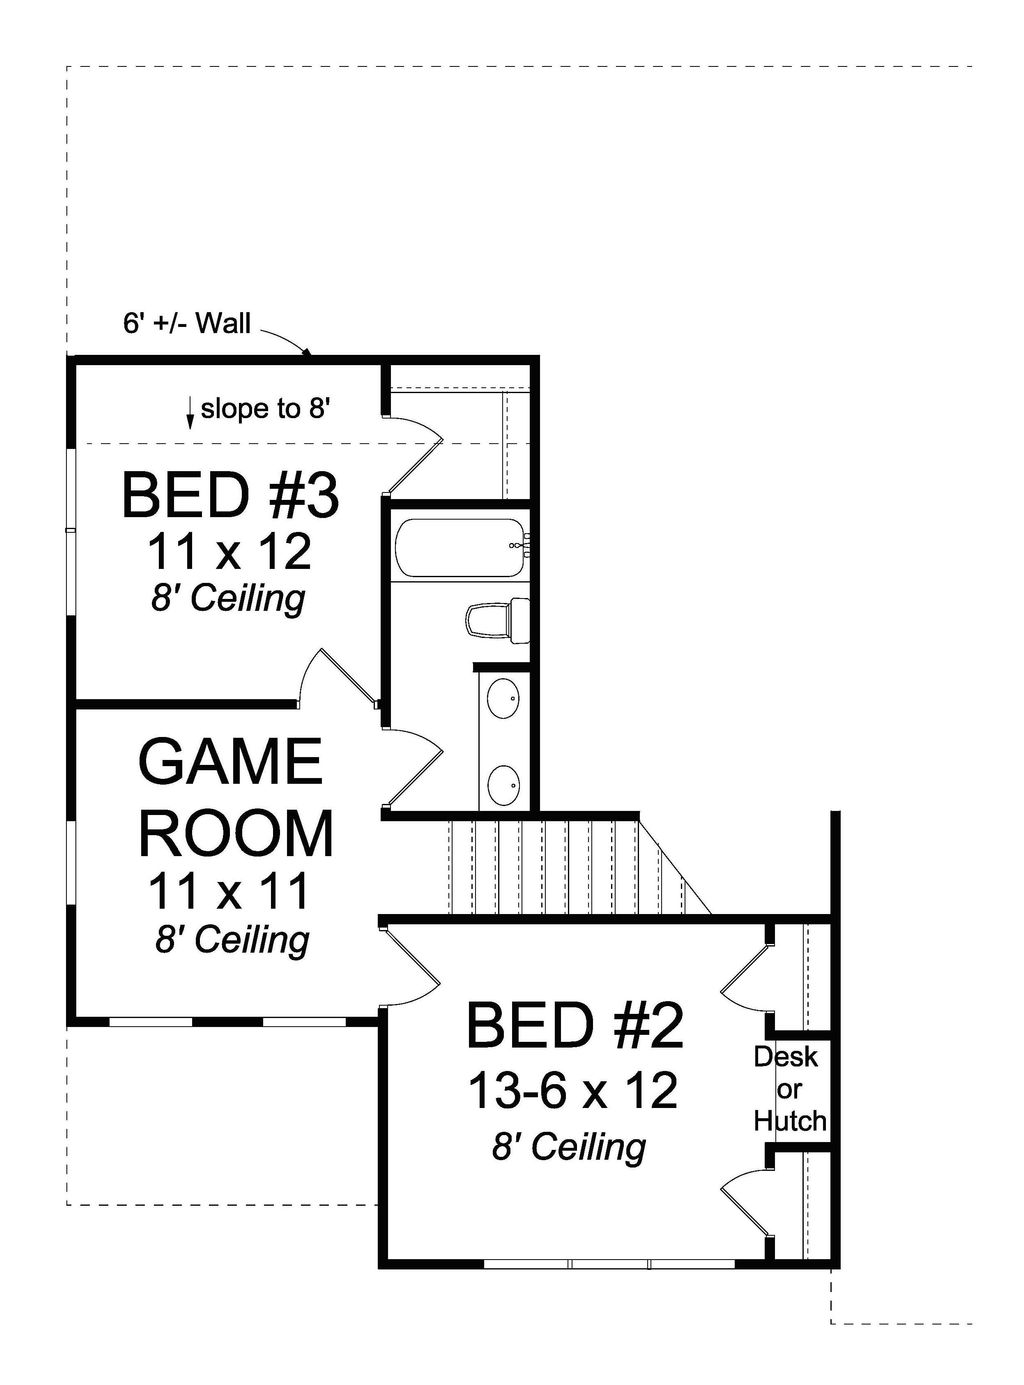 6' +/- Wall
slope to 8'
BED #3
11 x 12
8' Ceiling
GAME
ROOM
11 x 11
8' Ceiling
BED #2
13-6 x 12
8' Ceiling
Desk
or
Hutch